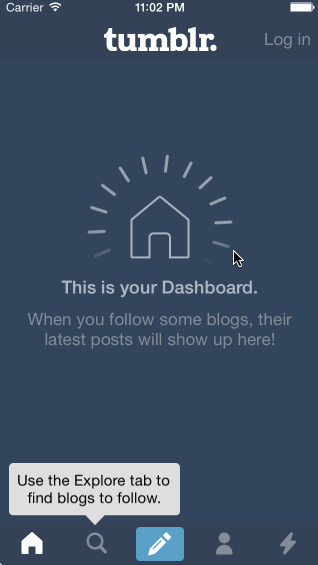 Carrier 11:02 PM
tumblr. Log in
This is your Dashboard.
When you follow some blogs, their
latest posts will show up here!
Use the Explore tab to
find blogs to follow.